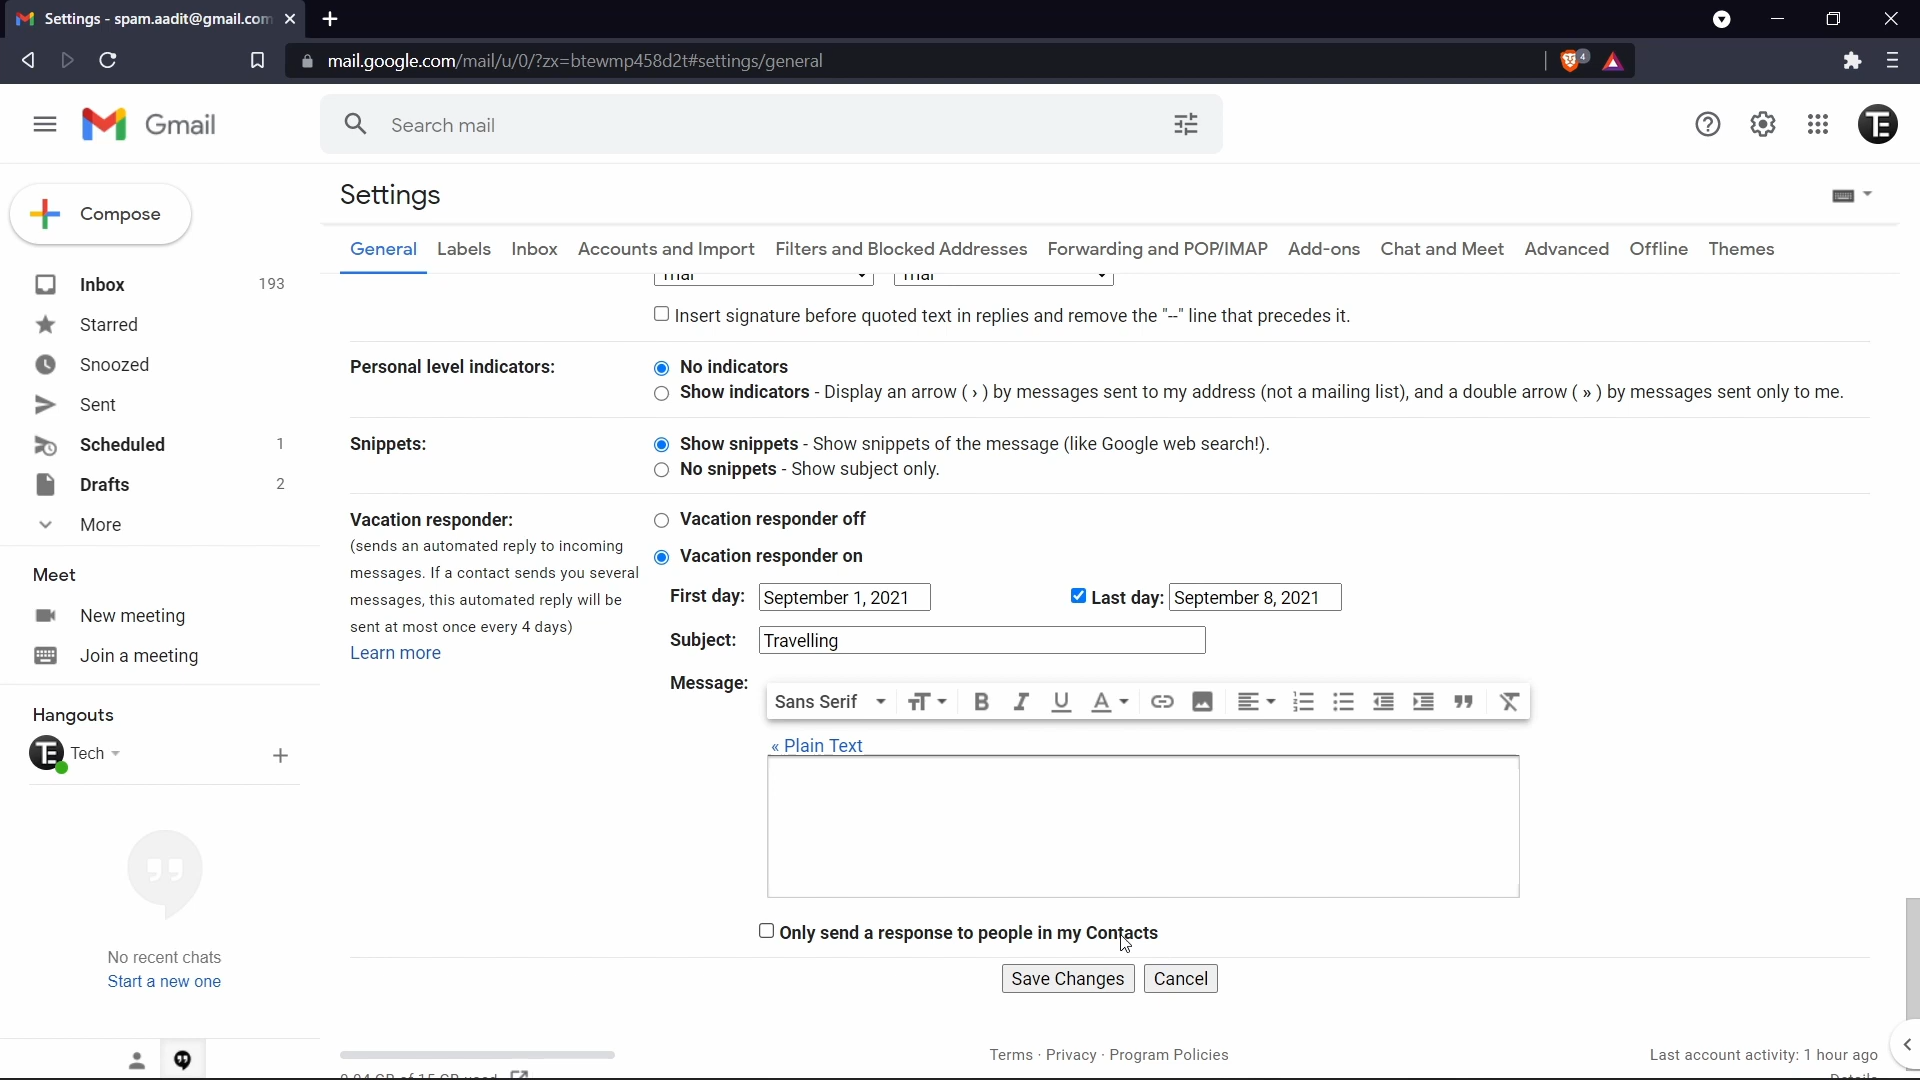 Settings - spam.aadit@gmail.com
mail.google.com/mail/u/0/?zx=btewmp458d2t#settings/general
4
Gmail
Search mail
TE
Compose
Settings
General Labels Inbox Accounts and Import Filters and Blocked Addresses Forwarding and POP/IMAP Add-ons Chat and Meet Advanced Offline Themes
Inbox 193
Starred
Snoozed
Sent
Scheduled 1
Drafts 2
More
Meet
New meeting
Join a meeting
Hangouts
TE Tech
No recent chats
Start a new one
Insert signature before quoted text in replies and remove the "--" line that precedes it.
Personal level indicators:
No indicators
Show indicators - Display an arrow ( › ) by messages sent to my address (not a mailing list), and a double arrow ( » ) by messages sent only to me.
Snippets:
Show snippets - Show snippets of the message (like Google web search!).
No snippets - Show subject only.
Vacation responder:
(sends an automated reply to incoming
messages. If a contact sends you several
messages, this automated reply will be
sent at most once every 4 days)
Learn more
Vacation responder off
Vacation responder on
First day: September 1, 2021 Last day: September 8, 2021
Subject: Travelling
Message:
Sans Serif
« Plain Text
Only send a response to people in my Contacts
Save Changes Cancel
Terms · Privacy · Program Policies
Last account activity: 1 hour ago